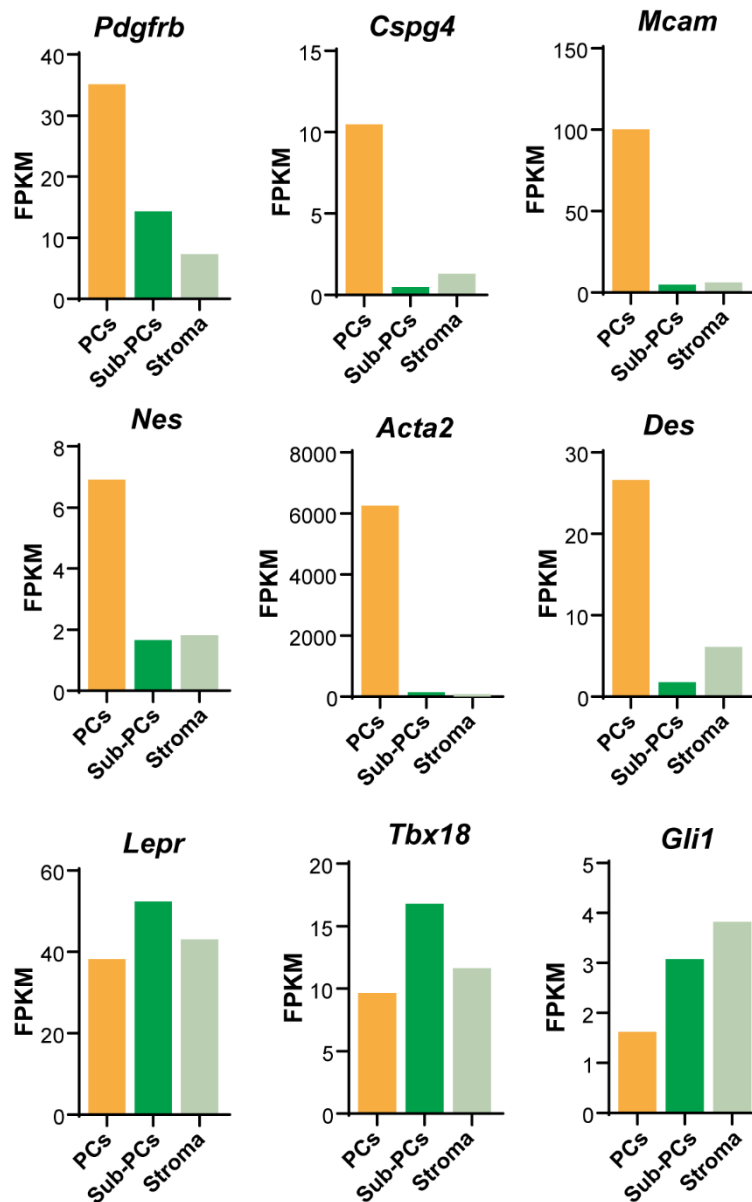 Pdgfrb
FPKM
40
30
20
10
0
PCs
Sub-PCs
Stroma
Cspg4
FPKM
15
10
5
0
PCs
Sub-PCs
Stroma
Mcam
FPKM
150
100
50
0
PCs
Sub-PCs
Stroma
Nes
FPKM
8
6
4
2
0
PCs
Sub-PCs
Stroma
Acta2
FPKM
8000
6000
4000
2000
0
PCs
Sub-PCs
Stroma
Des
FPKM
30
20
10
0
PCs
Sub-PCs
Stroma
Lepr
FPKM
60
40
20
0
PCs
Sub-PCs
Stroma
Tbx18
FPKM
20
15
10
5
0
PCs
Sub-PCs
Stroma
Gli1
FPKM
5
4
3
2
1
0
PCs
Sub-PCs
Stroma